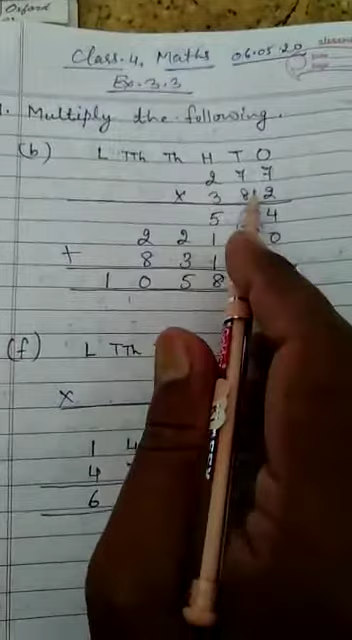 Oxford
Class-4, Maths 06.05.20
Ex-3.3
Multiply the following.
(b) L TTh Th H T O
2 7 7
x 3 8 2
5 4
2 2 1 0
+ 8 3 1
1 0 5 8
(f) L TTh
x
1 4
4
6